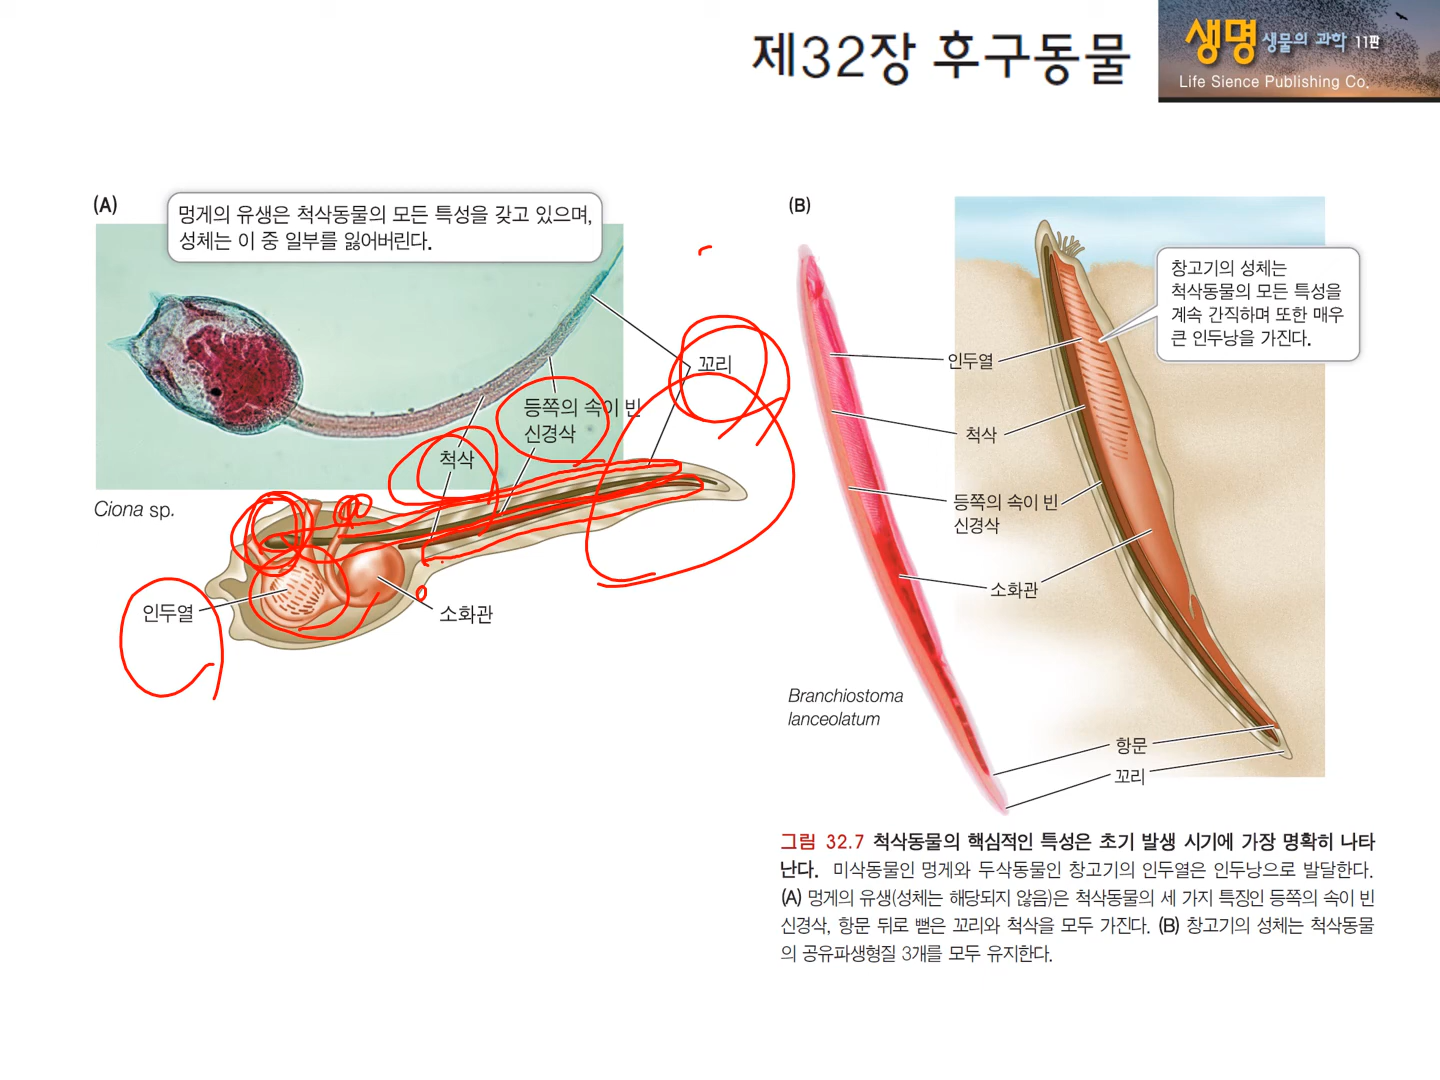 제32장 후구동물
생명 생물의 과학 11판
Life Sience Publishing Co.
(A)
멍게의 유생은 척삭동물의 모든 특성을 갖고 있으며,
성체는 이 중 일부를 잃어버린다.
꼬리
등쪽의 속이 빈
신경삭
척삭
Ciona sp.
인두열
소화관
(B)
창고기의 성체는
척삭동물의 모든 특성을
계속 간직하며 또한 매우
큰 인두낭을 가진다.
인두열
척삭
등쪽의 속이 빈
신경삭
소화관
Branchiostoma
lanceolatum
항문
꼬리
그림 32.7 척삭동물의 핵심적인 특성은 초기 발생 시기에 가장 명확히 나타
난다. 미삭동물인 멍게와 두삭동물인 창고기의 인두열은 인두낭으로 발달한다.
(A) 멍게의 유생(성체는 해당되지 않음)은 척삭동물의 세 가지 특징인 등쪽의 속이 빈
신경삭, 항문 뒤로 뻗은 꼬리와 척삭을 모두 가진다. (B) 창고기의 성체는 척삭동물
의 공유파생형질 3개를 모두 유지한다.